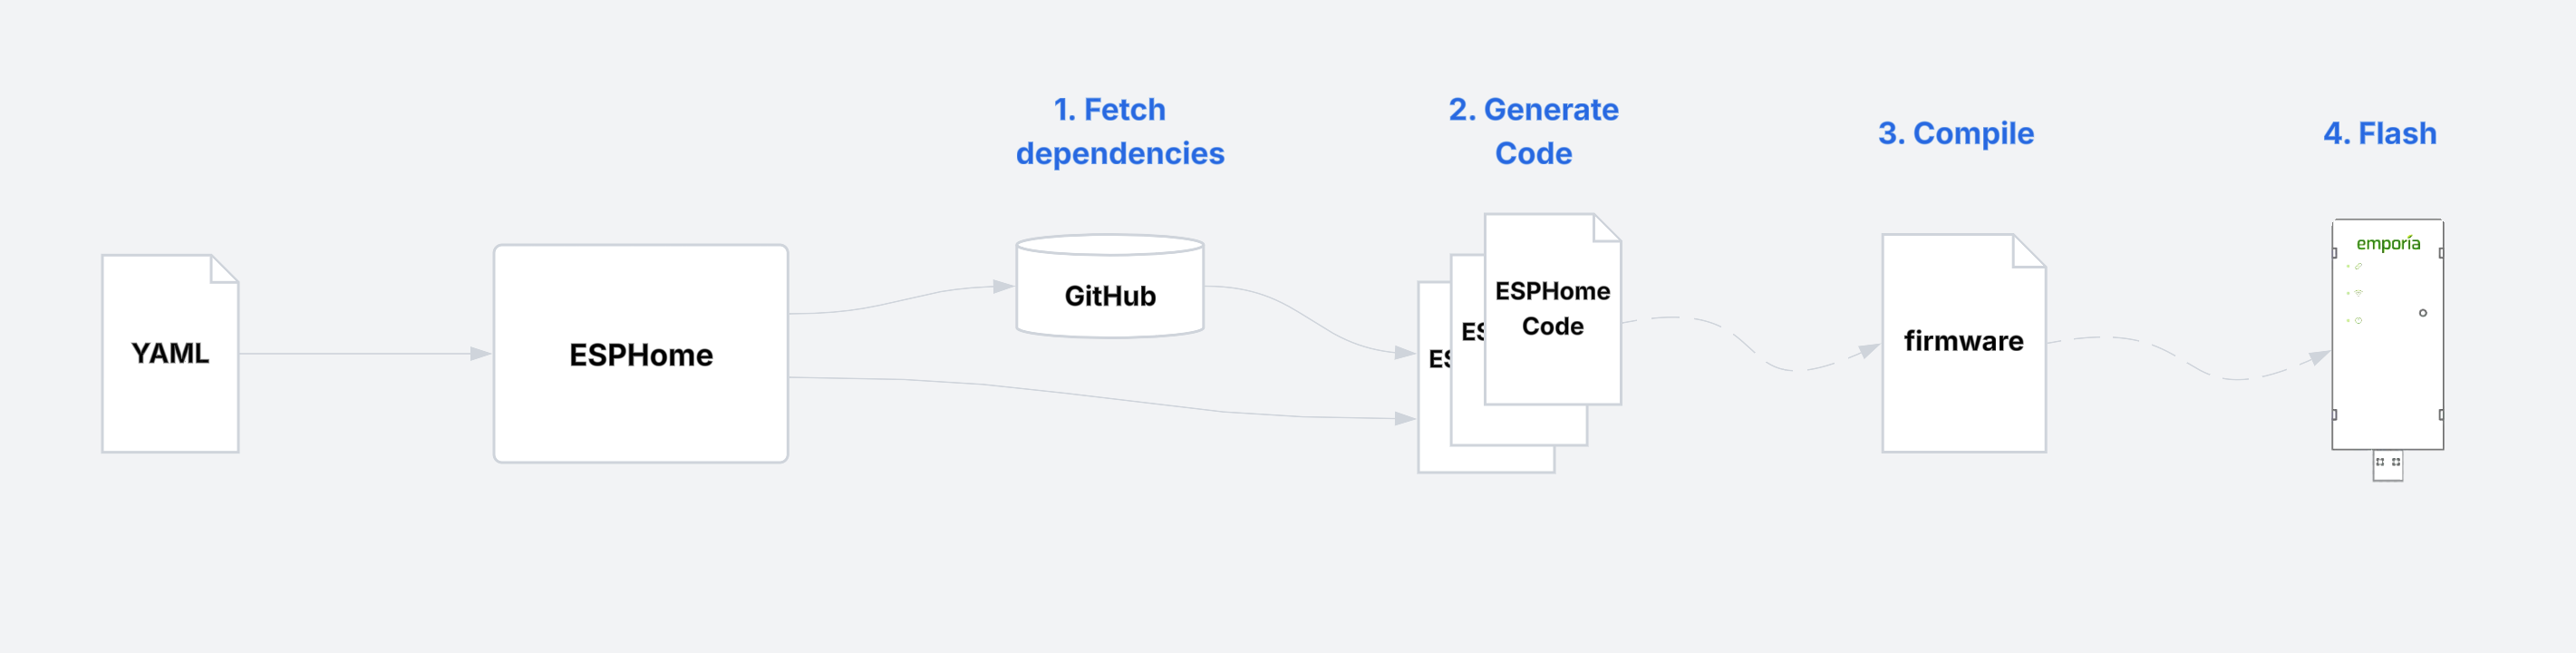 1. Fetch
dependencies
2. Generate
Code
3. Compile
4. Flash
YAML
ESPHome
GitHub
ES
ES
ESPHome
Code
firmware
emporia